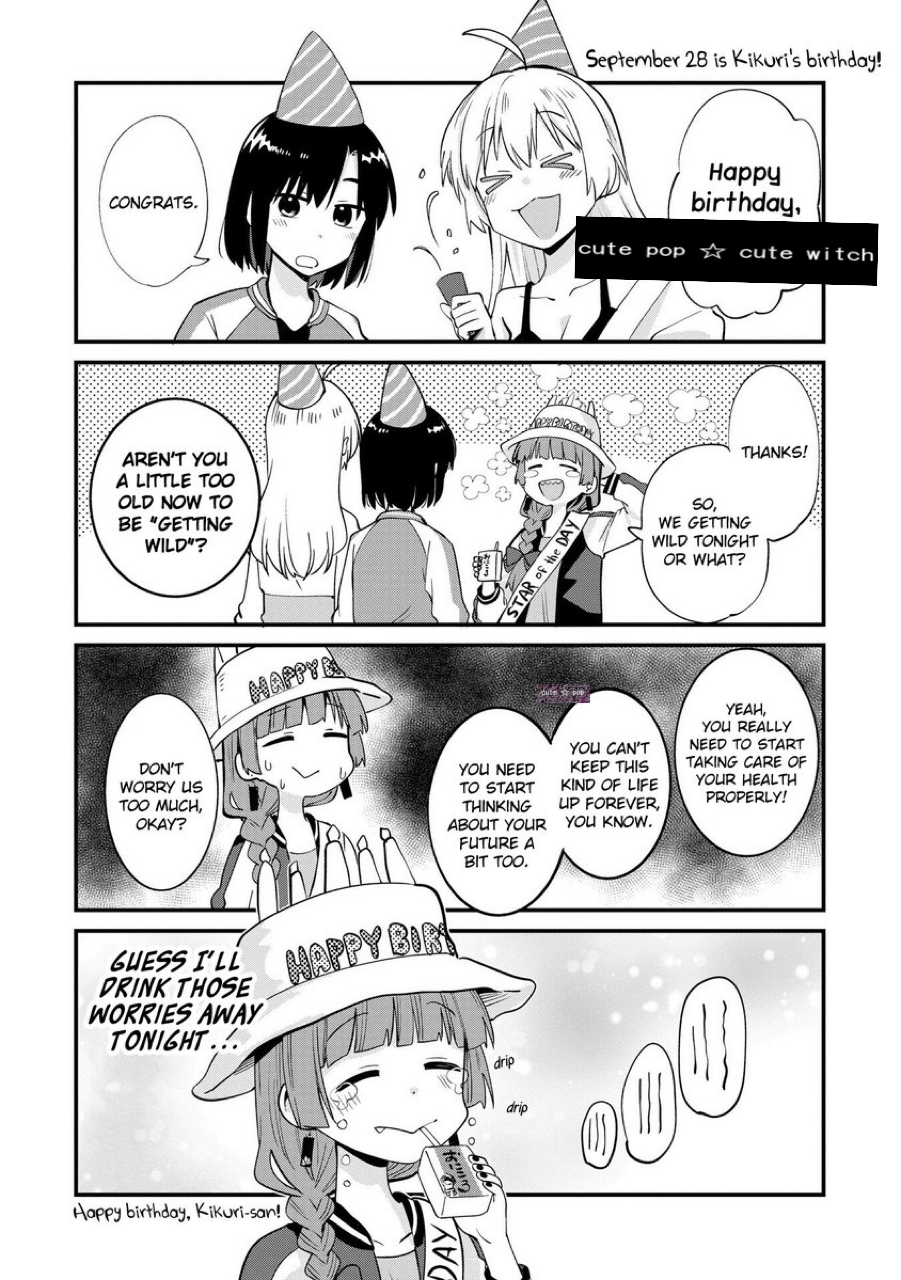 September 28 is Kikuri's birthday!
Happy
birthday,
cute pop ☆ cute witch
CONGRATS.
THANKS!
SO,
WE GETTING
WILD TONIGHT
OR WHAT?
HAPPY BIRTHDAY
STAR of the DAY
AREN'T YOU
A LITTLE TOO
OLD NOW TO
BE "GETTING
WILD"?
YEAH,
YOU REALLY
NEED TO START
TAKING CARE OF
YOUR HEALTH
PROPERLY!
cute ☆ pop
YOU CAN'T
KEEP THIS
KIND OF LIFE
UP FOREVER,
YOU KNOW.
YOU NEED
TO START
THINKING
ABOUT YOUR
FUTURE A
BIT TOO.
HAPPY B
DON'T
WORRY US
TOO MUCH,
OKAY?
HAPPY BIRT
GUESS I'LL
DRINK THOSE
WORRIES AWAY
TONIGHT...
drip
drip
DAY
Happy birthday, Kikuri-san!